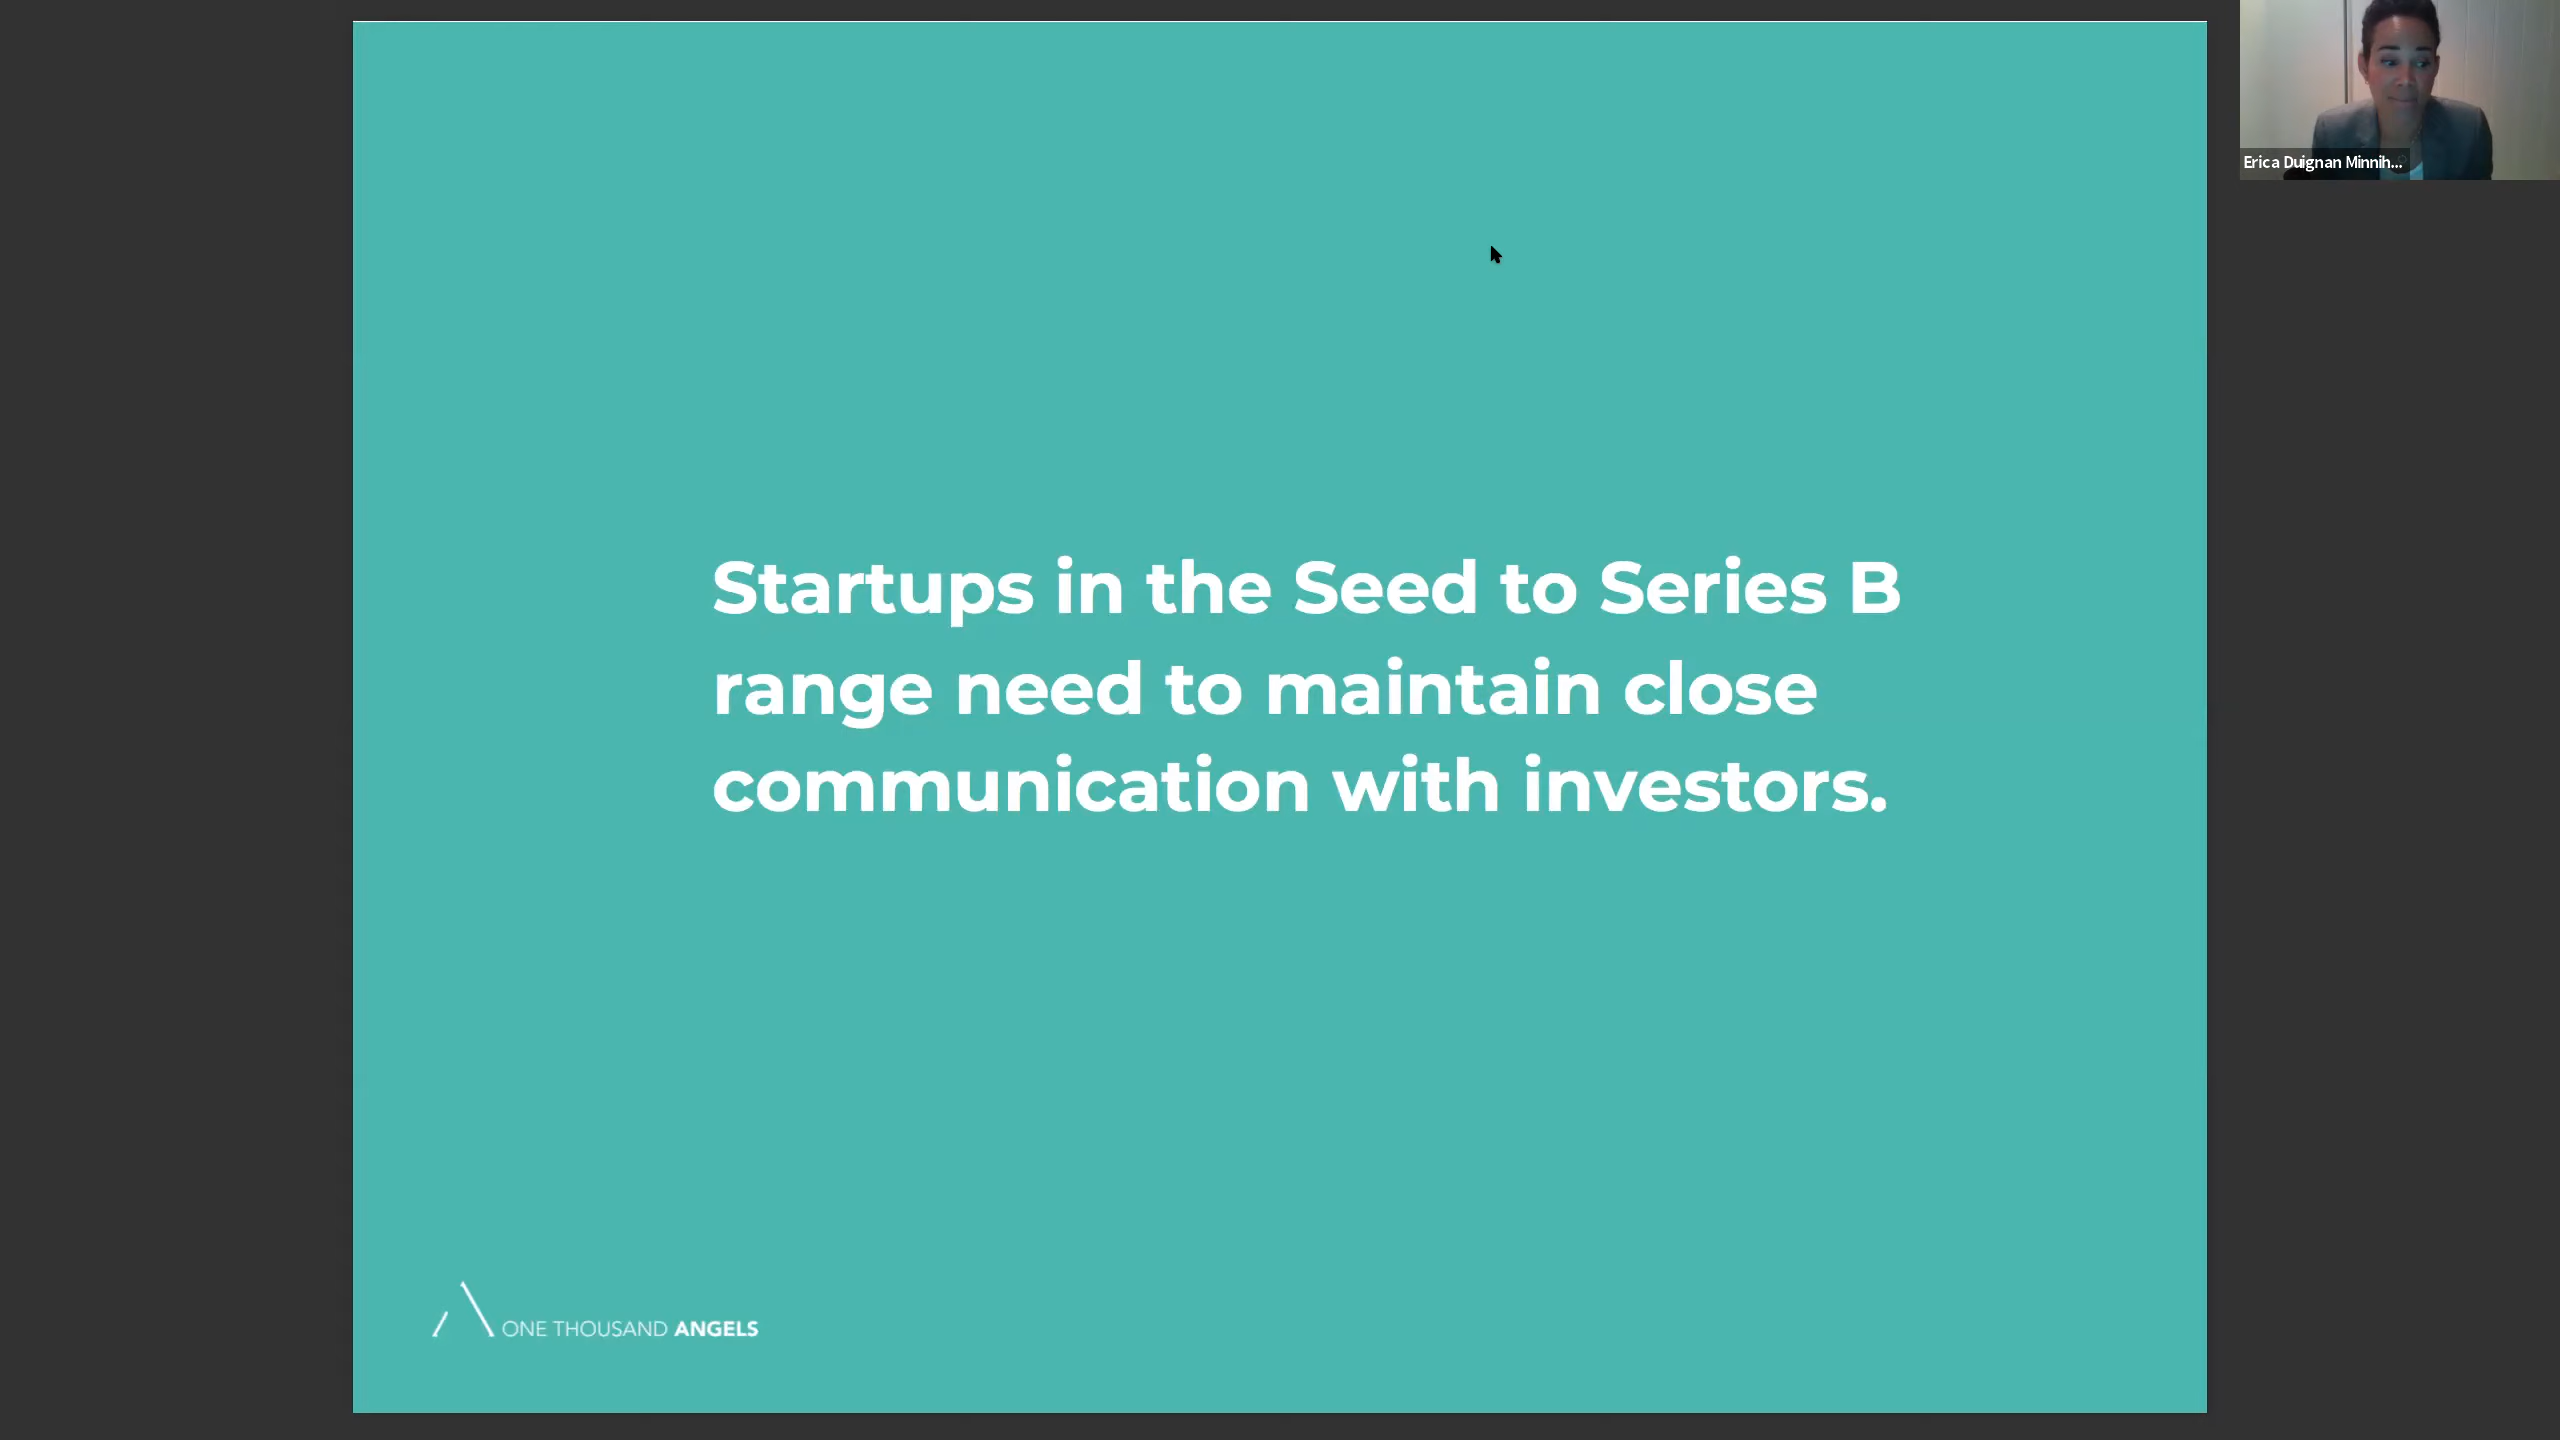 Startups in the Seed to Series B
range need to maintain close
communication with investors.
ONE THOUSAND ANGELS
Erica Duignan Minnih...